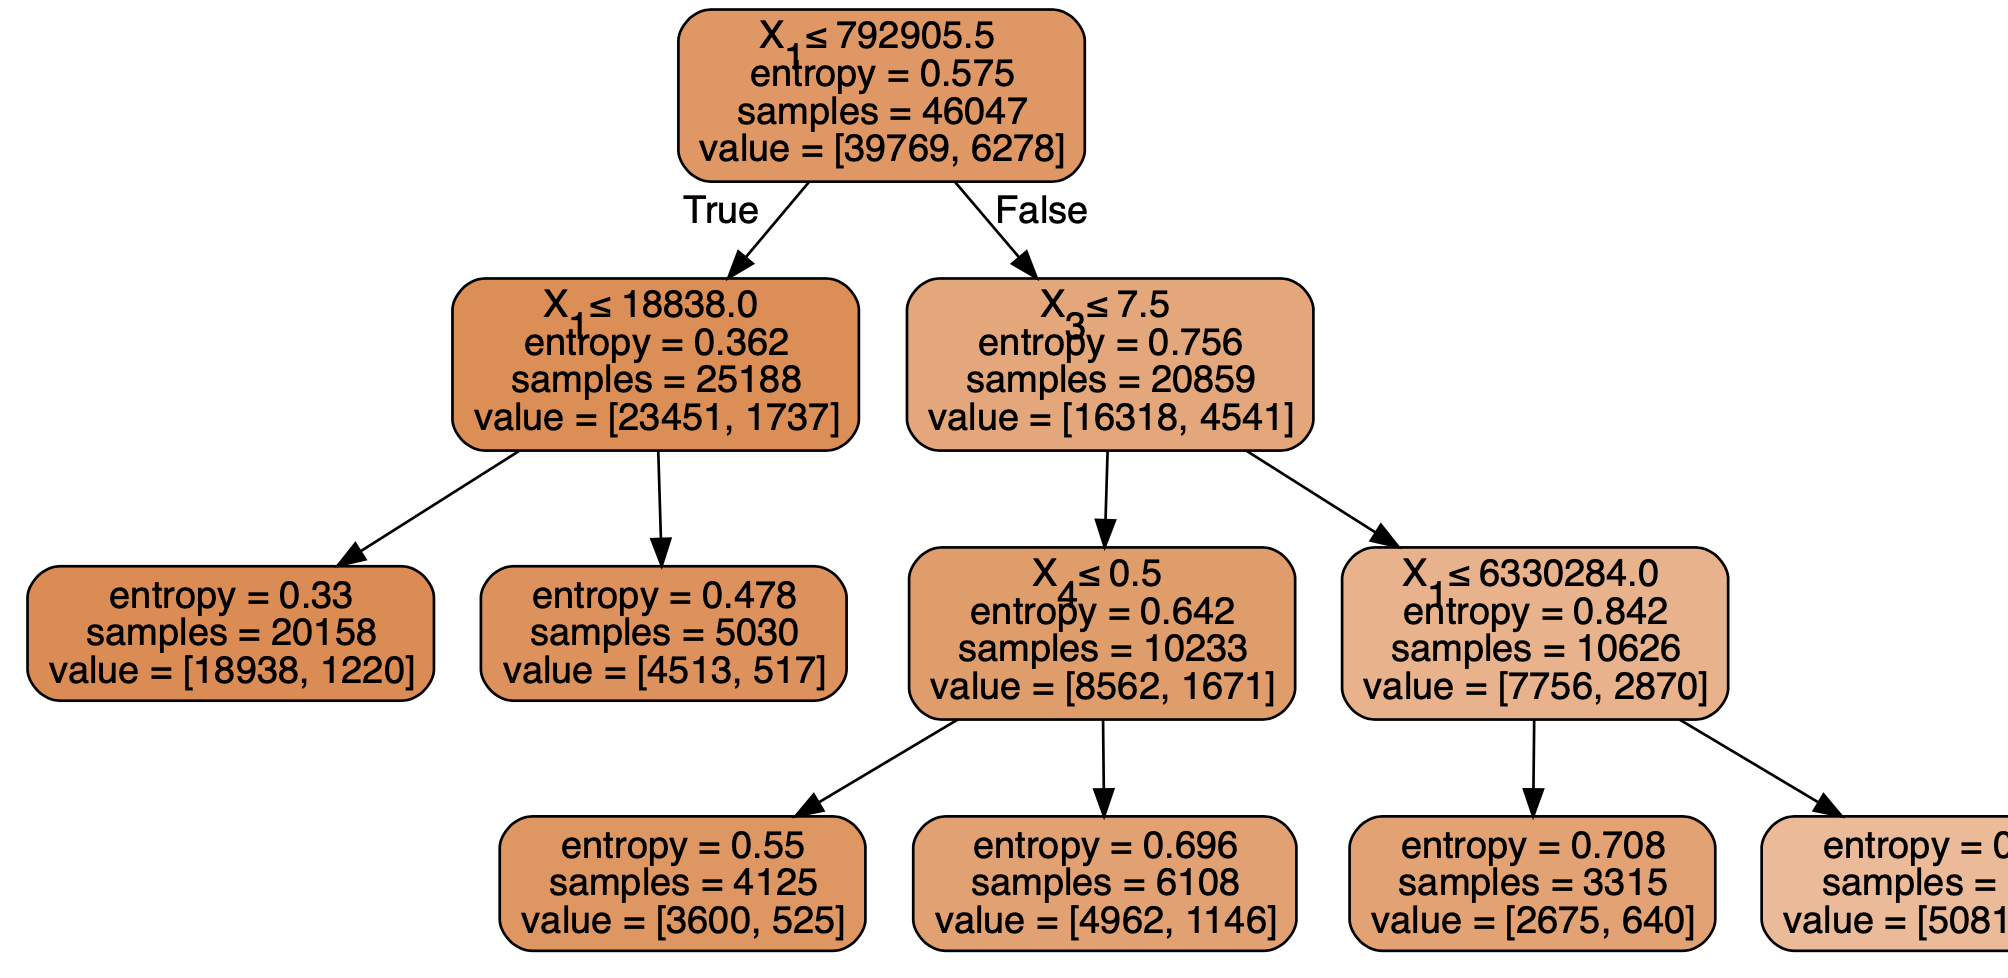 X₁ ≤ 792905.5
entropy = 0.575
samples = 46047
value = [39769, 6278]
True
False
X₁ ≤ 18838.0
entropy = 0.362
samples = 25188
value = [23451, 1737]
X₃ ≤ 7.5
entropy = 0.756
samples = 20859
value = [16318, 4541]
entropy = 0.33
samples = 20158
value = [18938, 1220]
entropy = 0.478
samples = 5030
value = [4513, 517]
X₄ ≤ 0.5
entropy = 0.642
samples = 10233
value = [8562, 1671]
X₁ ≤ 6330284.0
entropy = 0.842
samples = 10626
value = [7756, 2870]
entropy = 0.55
samples = 4125
value = [3600, 525]
entropy = 0.696
samples = 6108
value = [4962, 1146]
entropy = 0.708
samples = 3315
value = [2675, 640]
entropy = 0
samples =
value = [5081